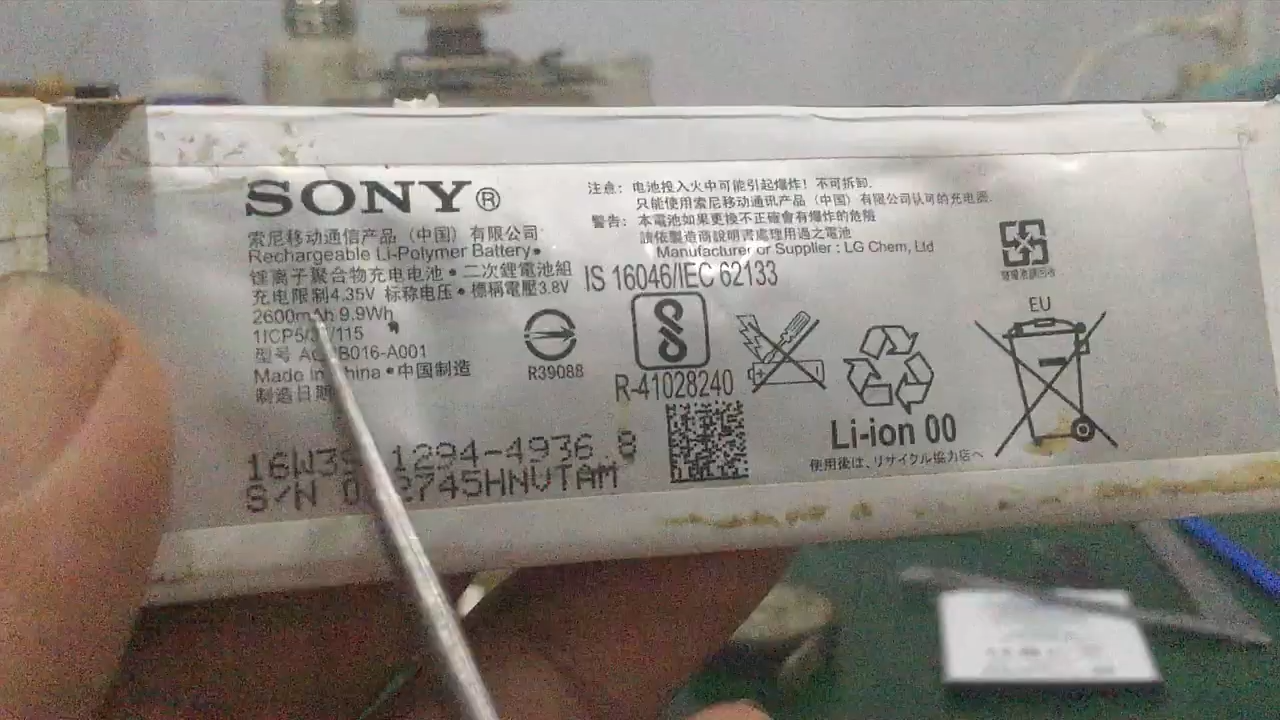 SONY®
索尼移动通信产品（中国）有限公司
Rechargeable Li-Polymer Battery•
锂离子聚合物充电电池•二次鋰電池組
充电限制4.35V 标称电压•標稱電壓3.8V
2600mAh 9.9Wh
/115
型号 B016-A001
Made in China•中国制造
制造日期
1294-4936 8
S/N
注意：电池投入火中可能引起爆炸！不可拆卸.
只能使用索尼移动通讯产品（中国）有限公司认可的充电器.
警告：本電池如果更換不正確會有爆炸的危險
請依製造商說明書處理用過之電池
Manufacturer or Supplier : LG Chem, Ltd
IS 16046/IEC 62133
R39088
R-41028240
廢電池請回收
EU
Li-ion 00
使用後は、リサイクル協力店へ